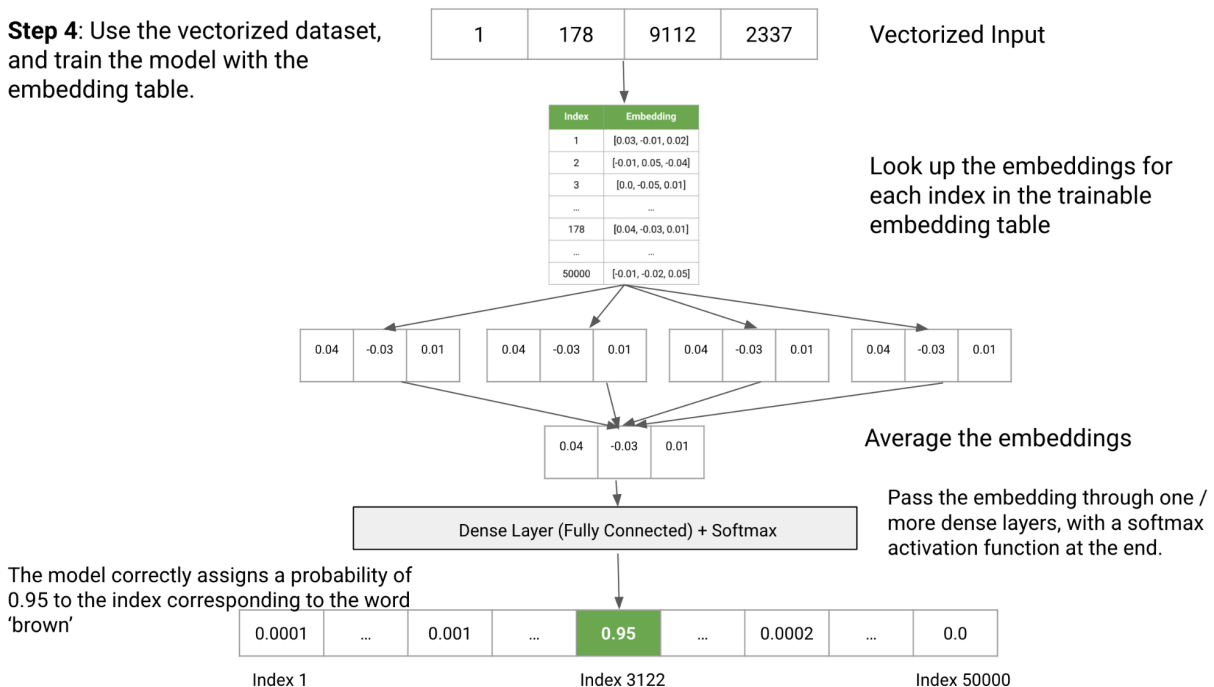 Step 4: Use the vectorized dataset,
and train the model with the
embedding table.
1 178 9112 2337
Vectorized Input
Index Embedding
1 [0.03, -0.01, 0.02]
2 [-0.01, 0.05, -0.04]
3 [0.0, -0.05, 0.01]
... ...
178 [0.04, -0.03, 0.01]
... ...
50000 [-0.01, -0.02, 0.05]
Look up the embeddings for
each index in the trainable
embedding table
0.04 -0.03 0.01 0.04 -0.03 0.01 0.04 -0.03 0.01 0.04 -0.03 0.01
0.04 -0.03 0.01
Average the embeddings
Dense Layer (Fully Connected) + Softmax
Pass the embedding through one /
more dense layers, with a softmax
activation function at the end.
The model correctly assigns a probability of
0.95 to the index corresponding to the word
‘brown’
0.0001 ... 0.001 ... 0.95 ... 0.0002 ... 0.0
Index 1 Index 3122 Index 50000